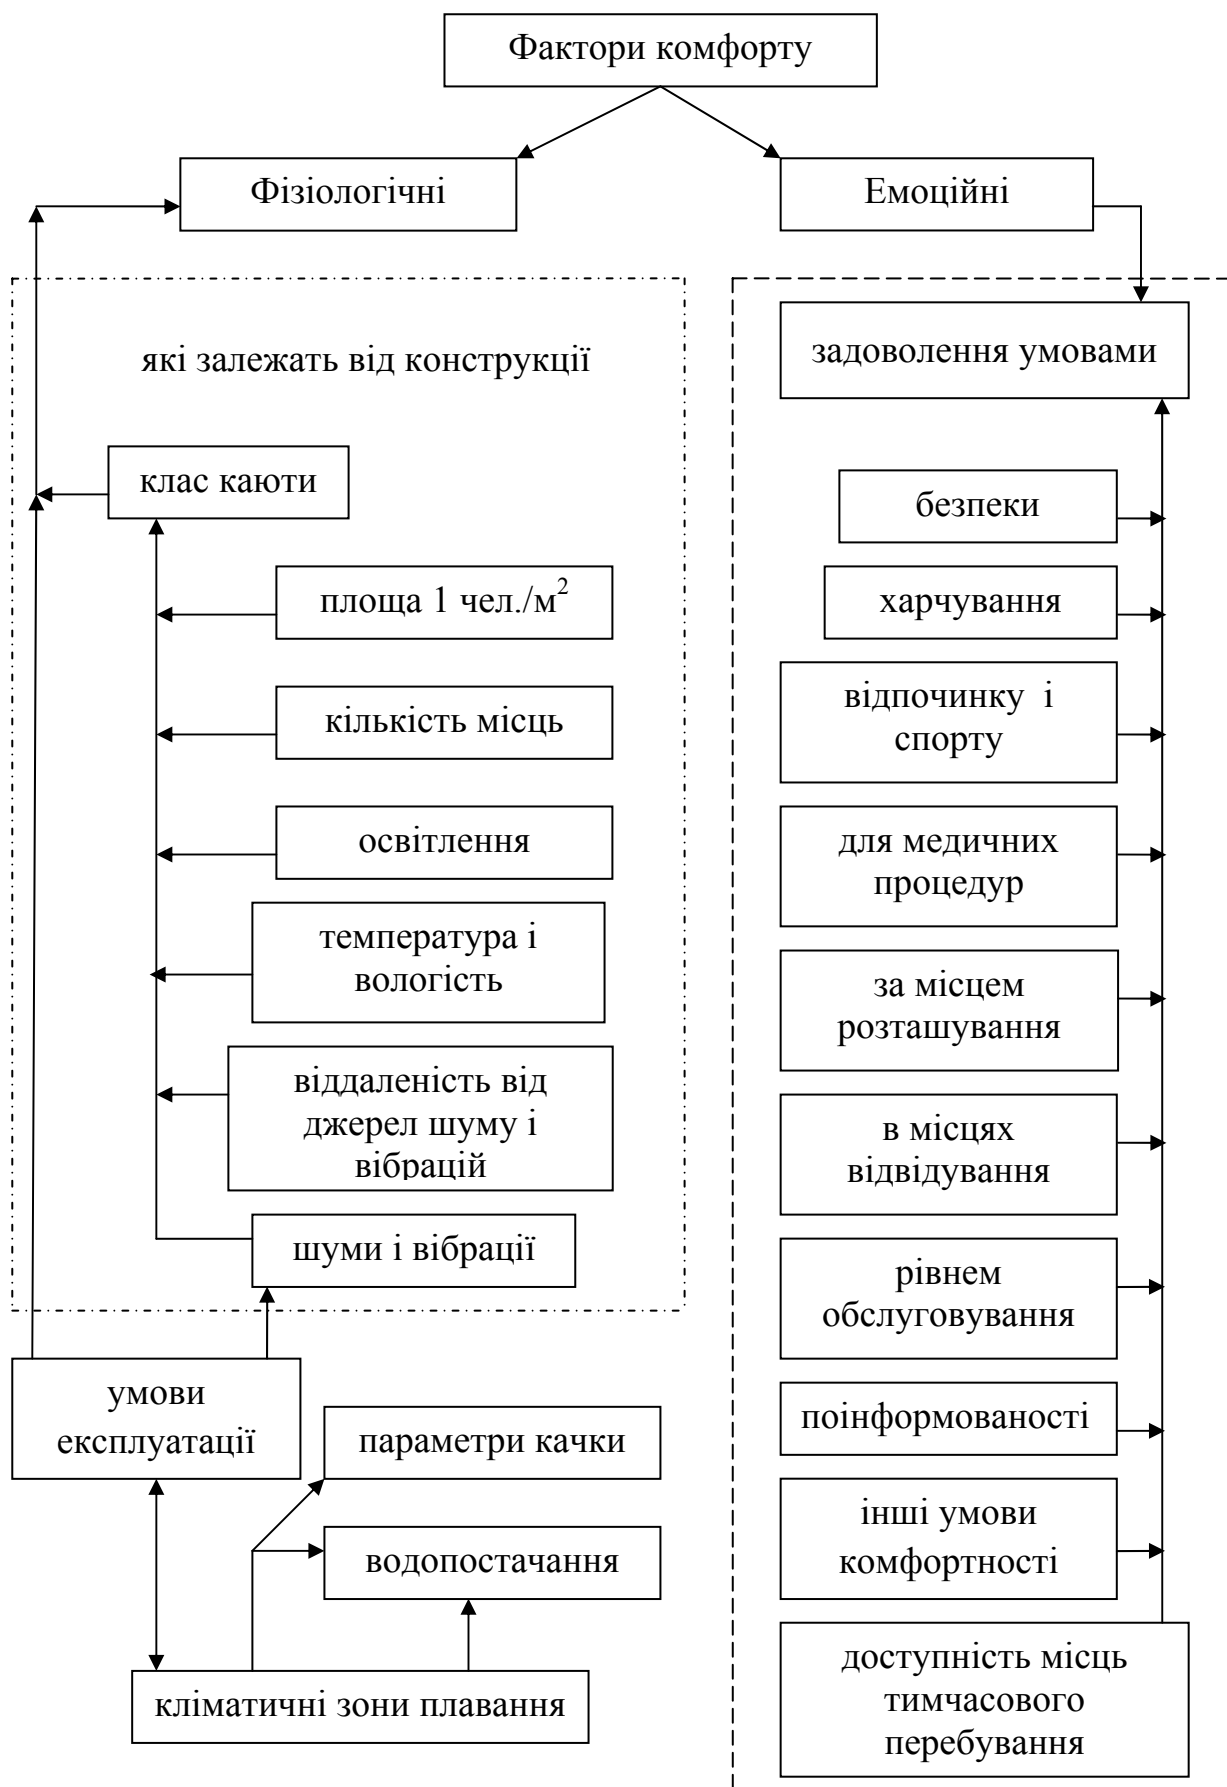 Фактори комфорту
Фізіологічні
Емоційні
які залежать від конструкції
клас каюти
площа 1 чел./м²
кількість місць
освітлення
температура і
вологість
віддаленість від
джерел шуму і
вібрацій
шуми і вібрації
умови
експлуатації
параметри качки
водопостачання
кліматичні зони плавання
задоволення умовами
безпеки
харчування
відпочинку і
спорту
для медичних
процедур
за місцем
розташування
в місцях
відвідування
рівнем
обслуговування
поінформованості
інші умови
комфортності
доступність місць
тимчасового
перебування